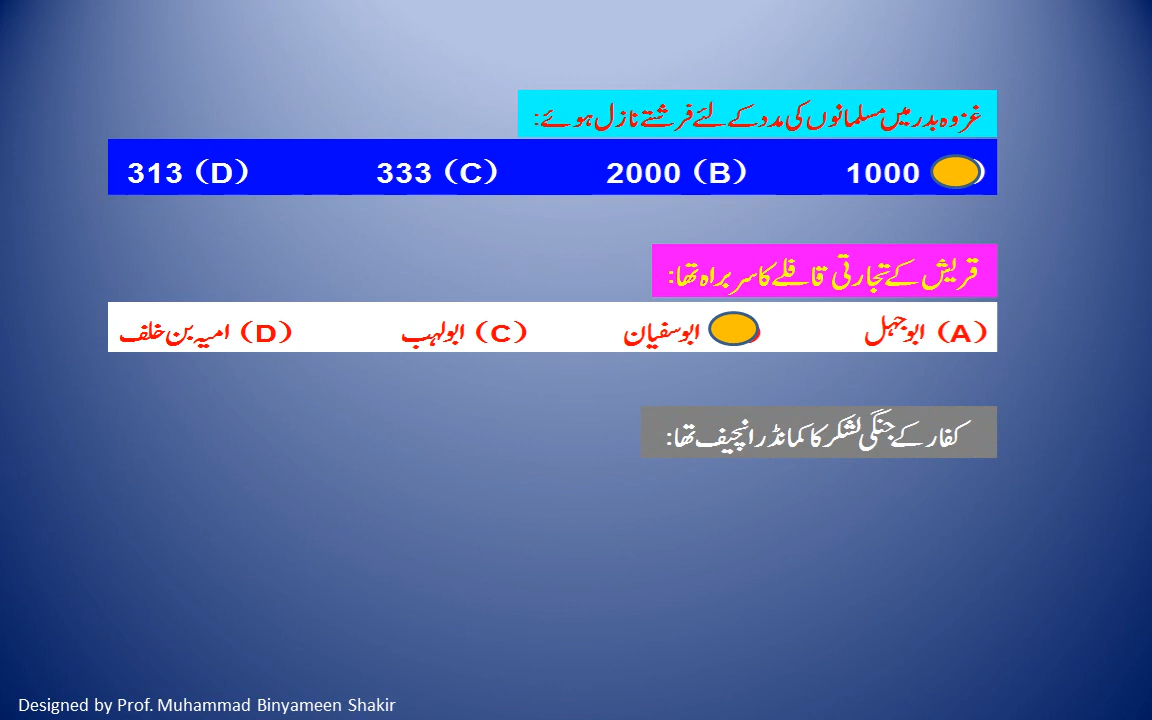 غزوہ بدر میں مسلمانوں کی مدد کے لئے فرشتے نازل ہوئے:
) 1000 (B) 2000 (C) 333 (D) 313
قریش کے تجارتی قافلے کا سربراہ تھا:
(A) ابوجہل ) ابوسفیان (C) ابولہب (D) امیہ بن خلف
کفار کے جنگی لشکر کا کمانڈر انچیف تھا:
Designed by Prof. Muhammad Binyameen Shakir